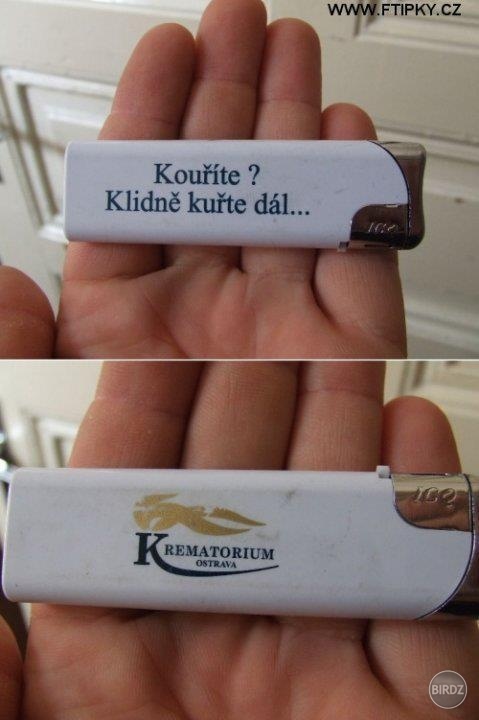 WWW.FTIPKY.CZ
Kouříte ?
Klidně kuřte dál...
KREMATORIUM
OSTRAVA
BIRDZ